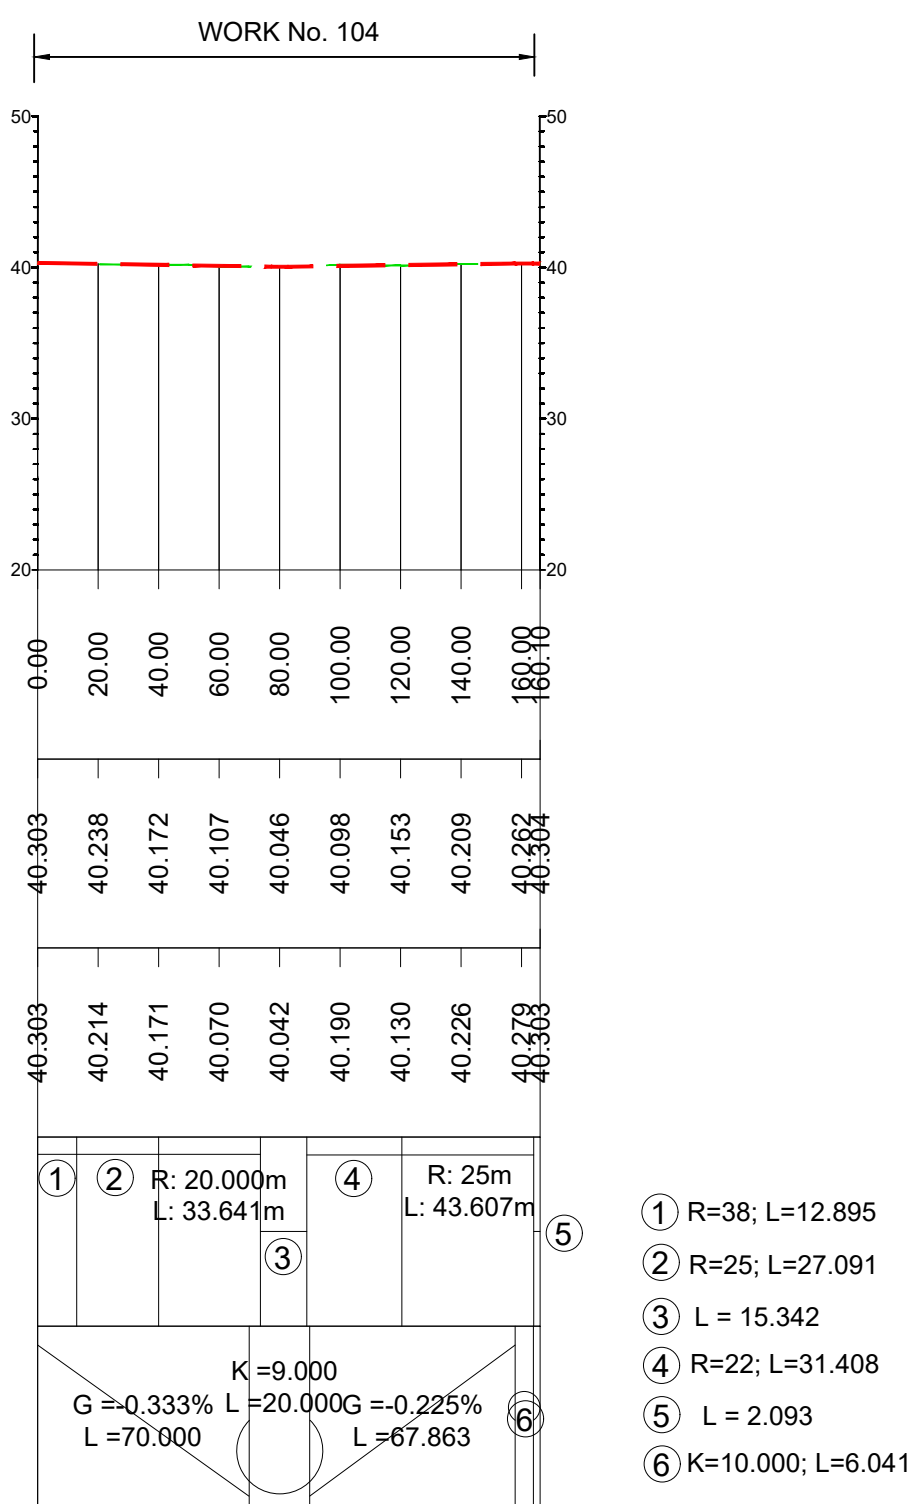 WORK No. 104
50 50
40 40
30 30
20 20
0.00 20.00 40.00 60.00 80.00 100.00 120.00 140.00 160.00 160.10
40.303 40.238 40.172 40.107 40.046 40.098 40.153 40.209 40.262 40.304
40.303 40.214 40.171 40.070 40.042 40.190 40.130 40.226 40.279 40.303
1 2 R: 20.000m 4 R: 25m
L: 33.641m L: 43.607m
3 5
K =9.000
G =-0.333% L =20.000 G =-0.225%
L =70.000 L =67.863 6
1 R=38; L=12.895
2 R=25; L=27.091
3 L = 15.342
4 R=22; L=31.408
5 L = 2.093
6 K=10.000; L=6.041